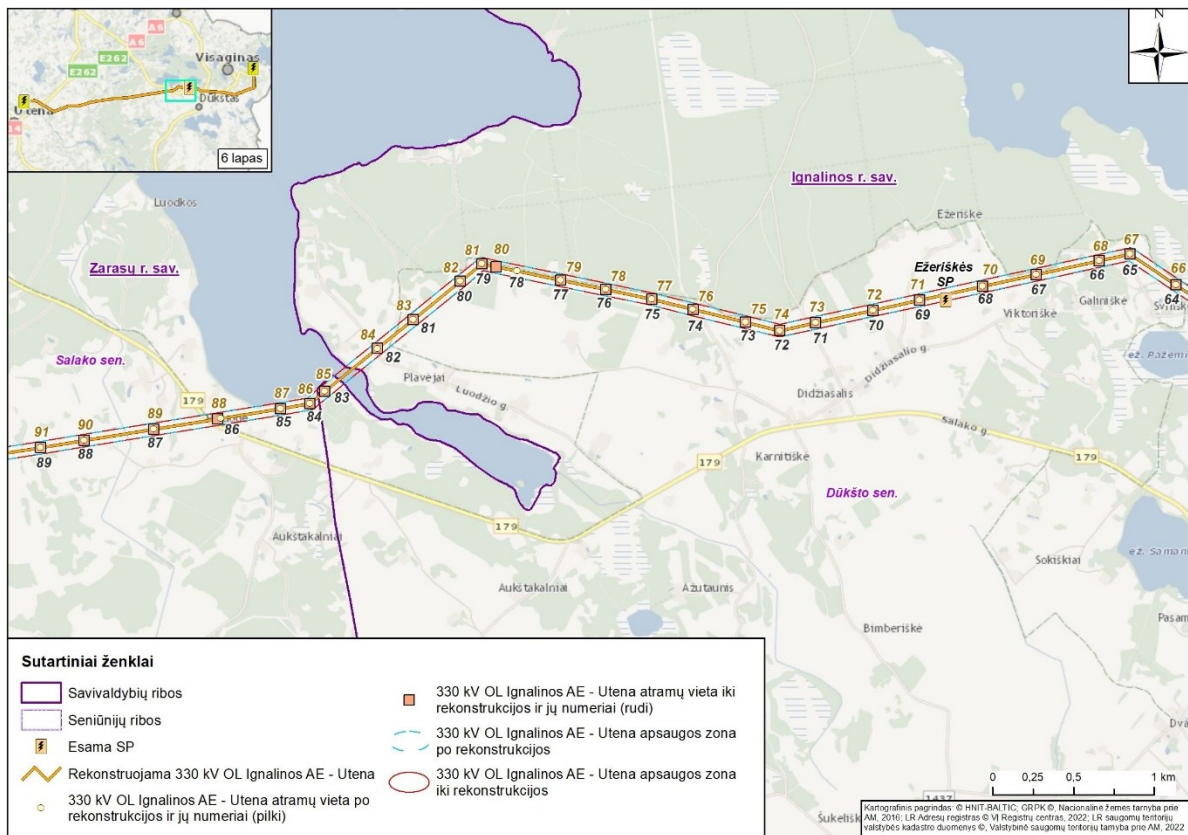 A6
A6
E262
E262
Visaginas
Dūkštas
Utena
14
6 lapas
N
Luodkos
Zarasų r. sav.
Ignalinos r. sav.
Ežeriškė
Ežeriškės
SP
Salako sen.
Plavėjai
Luodžio g.
Didžiasalio g.
Viktoriškė
Galiniškė
ež. Pažemi
Didžiasalis
Salako g.
Karnitiškė
Dūkšto sen.
Aukštakalniai
Aukštakalniai
Ažutaunis
Bimberiškė
Sokiškiai
ež. Samani
Pasam
179
179
179
179
1437
91 90 89 88 87 86 85 84 83 82 81 80 79 78 77 76 75 74 73 72 71 70 69 68 67 66
89 88 87 86 85 84 83 82 81 80 79 78 77 76 75 74 73 72 71 70 69 68 67 66 65 64
Sutartiniai ženklai
Savivaldybių ribos
Seniūnijų ribos
Esama SP
Rekonstruojama 330 kV OL Ignalinos AE - Utena
330 kV OL Ignalinos AE - Utena atramų vieta po
rekonstrukcijos ir jų numeriai (pilki)
330 kV OL Ignalinos AE - Utena atramų vieta iki
rekonstrukcijos ir jų numeriai (rudi)
330 kV OL Ignalinos AE - Utena apsaugos zona
po rekonstrukcijos
330 kV OL Ignalinos AE - Utena apsaugos zona
iki rekonstrukcijos
0 0,25 0,5 1 km
Kartografinis pagrindas: © HNIT-BALTIC; GRPK ©, Nacionalinė žemės tarnyba prie
AM, 2016; LR Adresų registras © VĮ Registrų centras, 2022; LR saugomų teritorijų
valstybės kadastro duomenys ©, Valstybinė saugomų teritorijų tarnyba prie AM, 2022